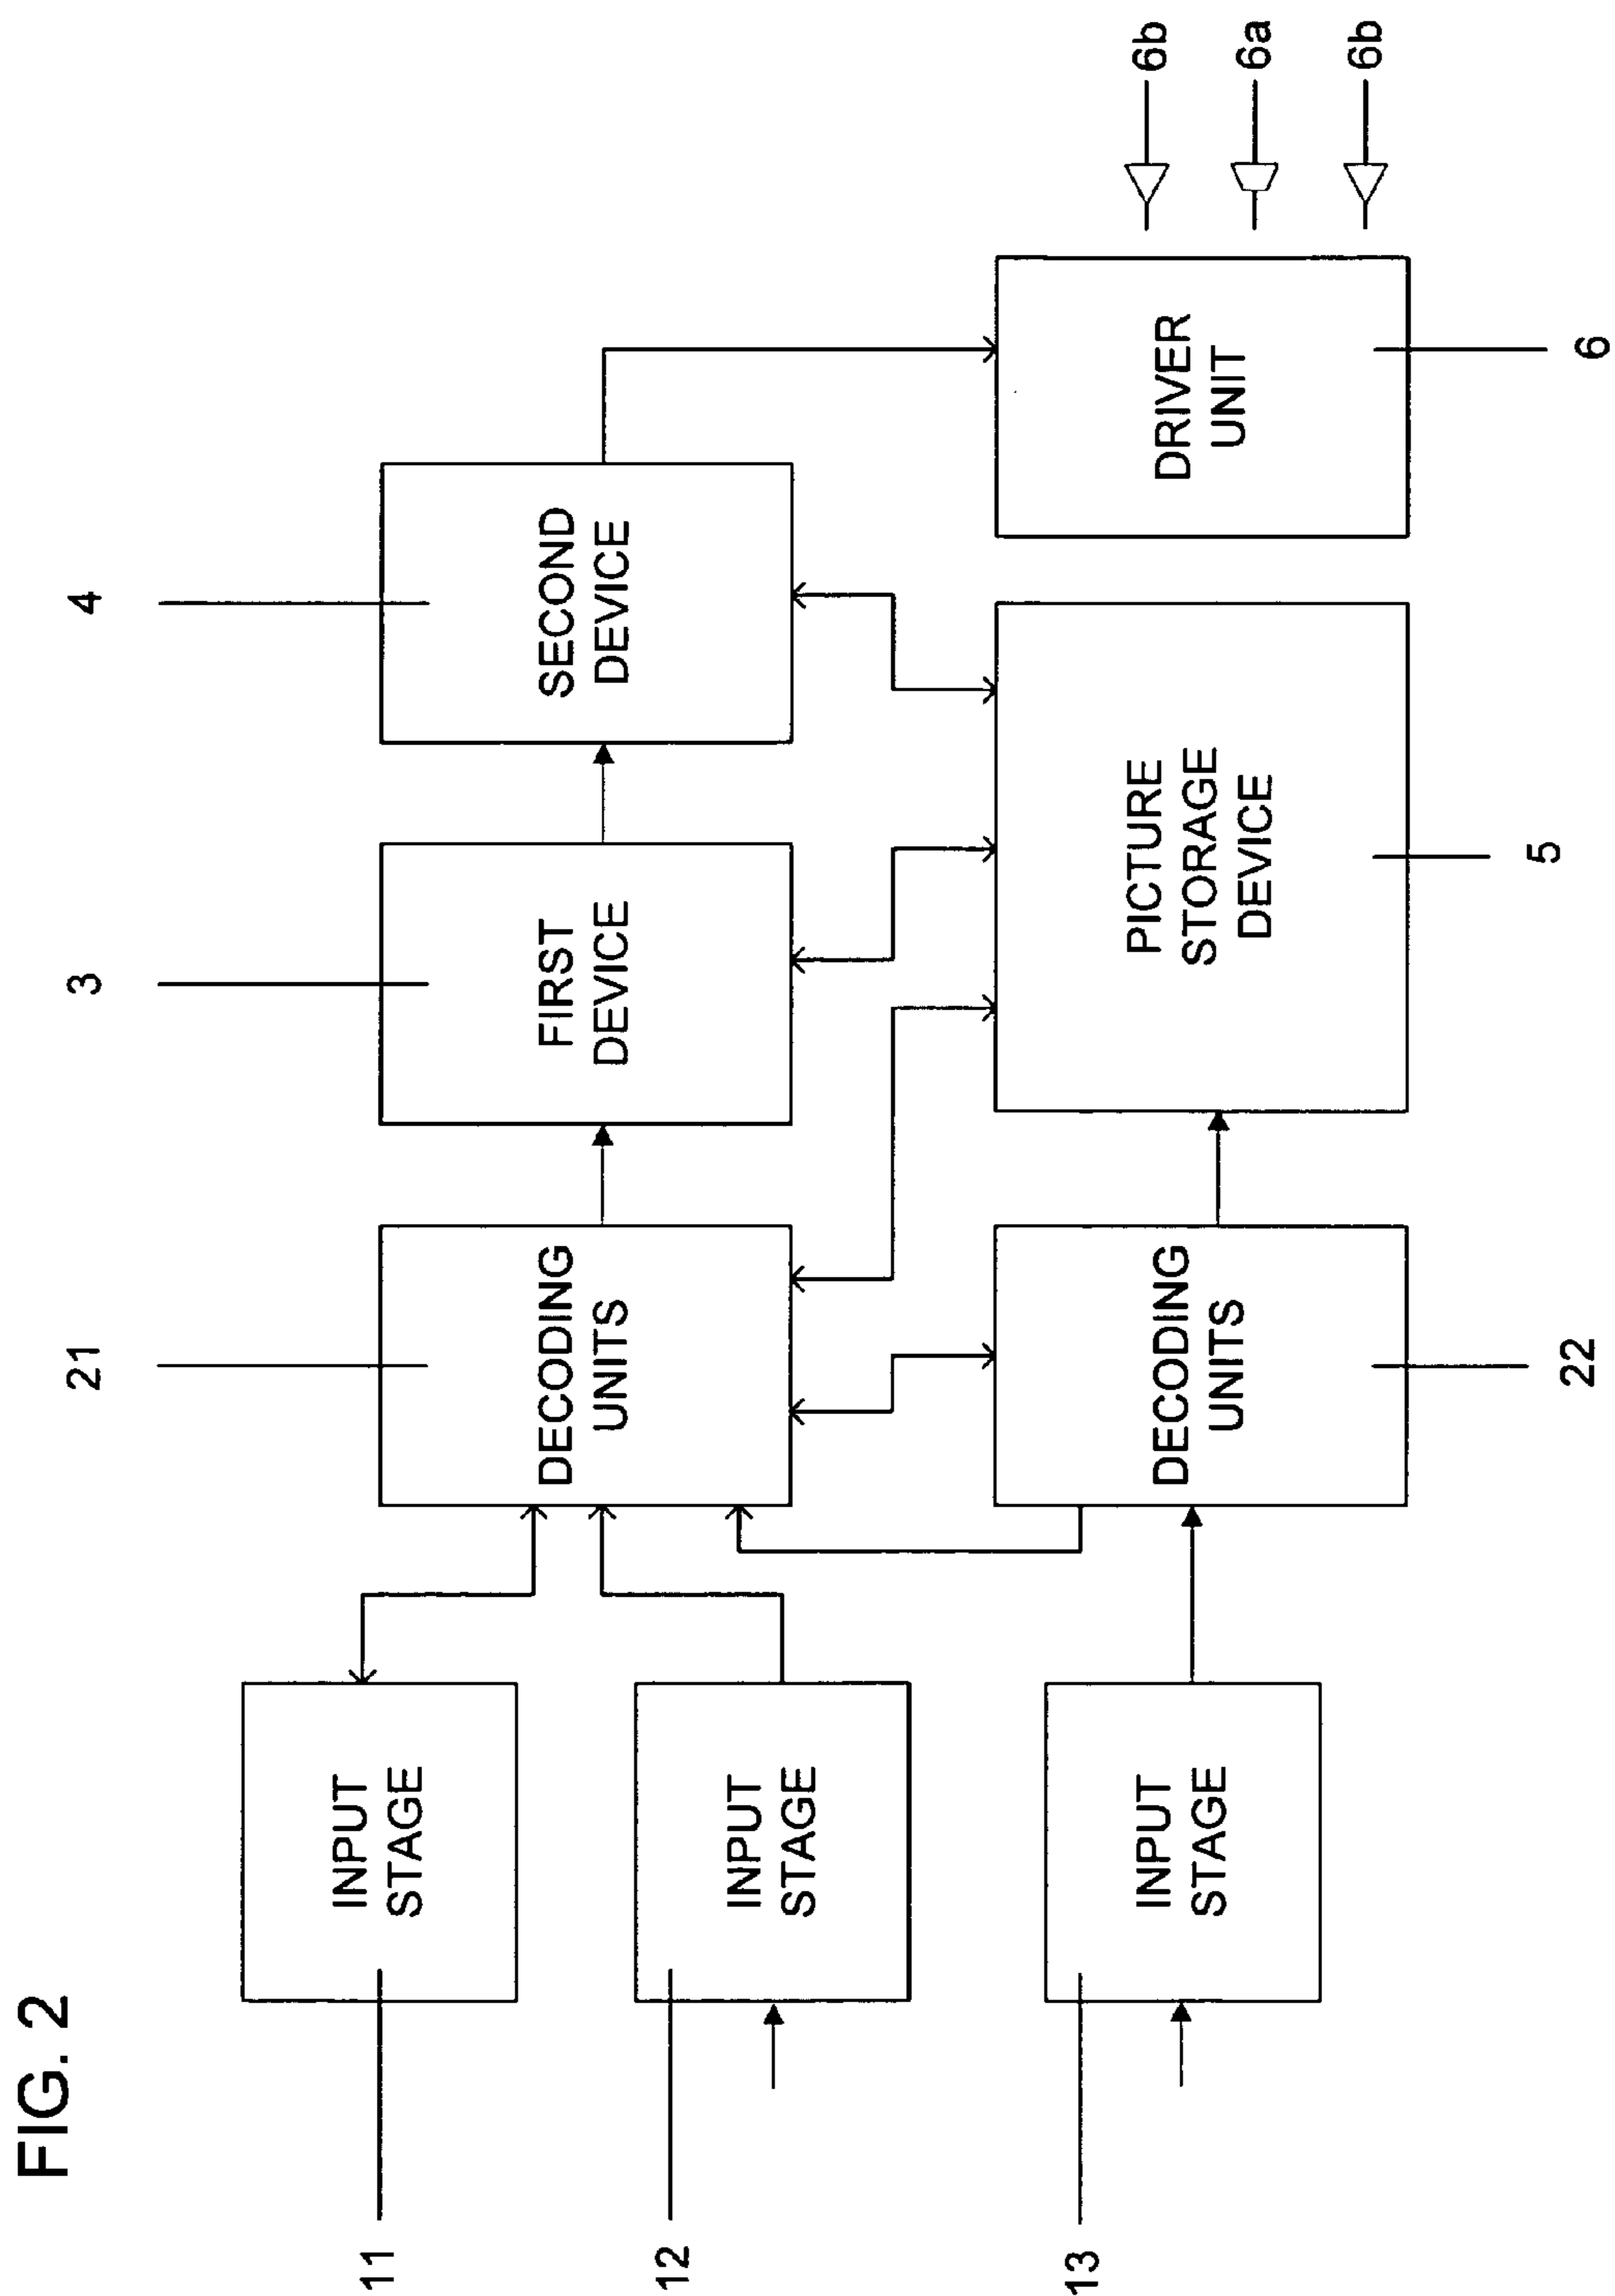 FIG. 2
4
3
21
SECOND
DEVICE
FIRST
DEVICE
DECODING
UNITS
INPUT
STAGE
11
INPUT
STAGE
12
INPUT
STAGE
13
DECODING
UNITS
22
PICTURE
STORAGE
DEVICE
5
DRIVER
UNIT
6
6b
6a
6b